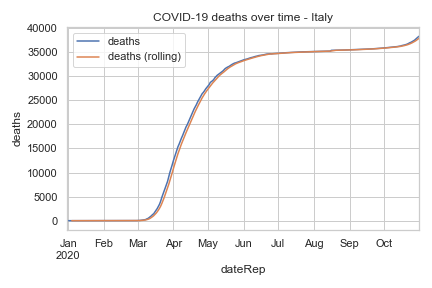 COVID-19 deaths over time - Italy
40000
35000
30000
25000
20000
15000
10000
5000
0
deaths
deaths
deaths (rolling)
Jan Feb Mar Apr May Jun Jul Aug Sep Oct
2020
dateRep